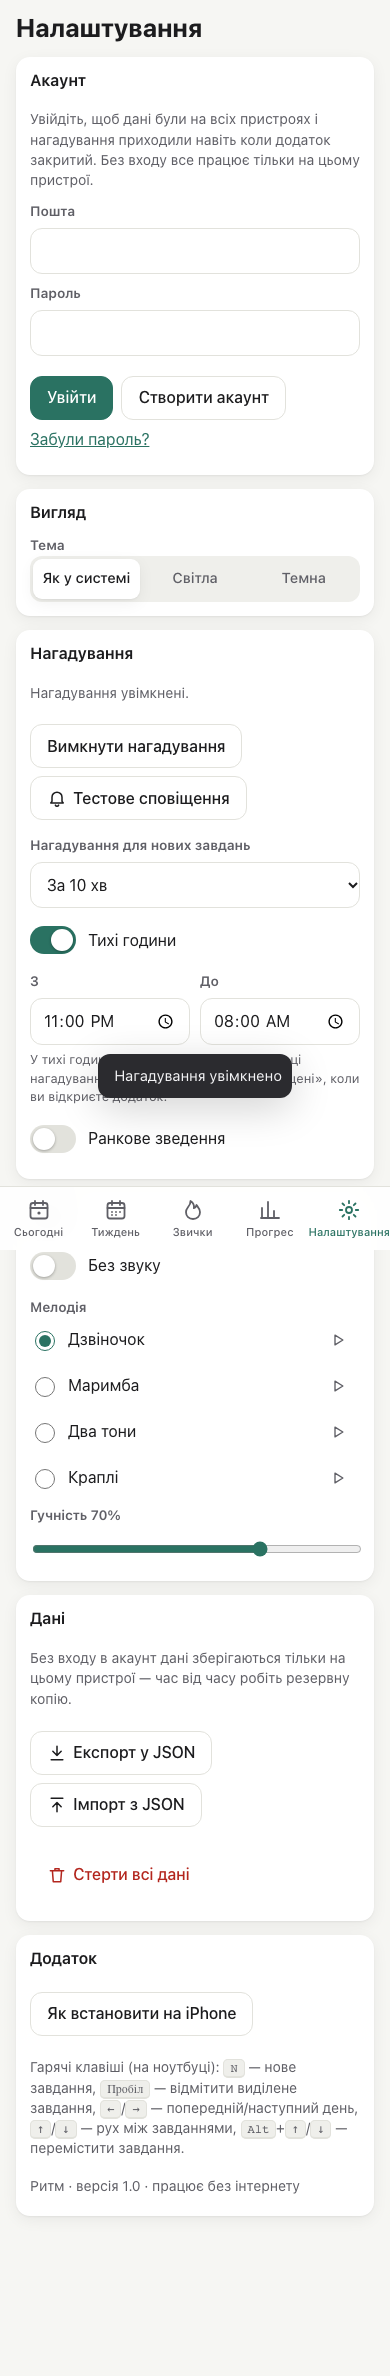 Налаштування
Акаунт
Увійдіть, щоб дані були на всіх пристроях і
нагадування приходили навіть коли додаток
закритий. Без входу все працює тільки на цьому
пристрої.
Пошта
Пароль
Увійти
Створити акаунт
Забули пароль?
Вигляд
Тема
Як у системі
Світла
Темна
Нагадування
Нагадування увімкнені.
Вимкнути нагадування
Тестове сповіщення
Нагадування для нових завдань
За 10 хв
Тихі години
З
До
11:00 PM
08:00 AM
У тихі
нагадуванн
коли
ви відкриєте додаток.
Нагадування увімкнено
Ранкове зведення
Сьогодні
Тиждень
Звички
Прогрес
Налаштування
Без звуку
Мелодія
Дзвіночок
Маримба
Два тони
Краплі
Гучність 70%
Дані
Без входу в акаунт дані зберігаються тільки на
цьому пристрої — час від часу робіть резервну
копію.
Експорт у JSON
Імпорт з JSON
Стерти всі дані
Додаток
Як встановити на iPhone
Гарячі клавіші (на ноутбуці): N — нове
завдання, Пробіл — відмітити виділене
завдання, ←/→ — попередній/наступний день,
↑/↓ — рух між завданнями, Alt+↑/↓ —
перемістити завдання.
Ритм · версія 1.0 · працює без інтернету